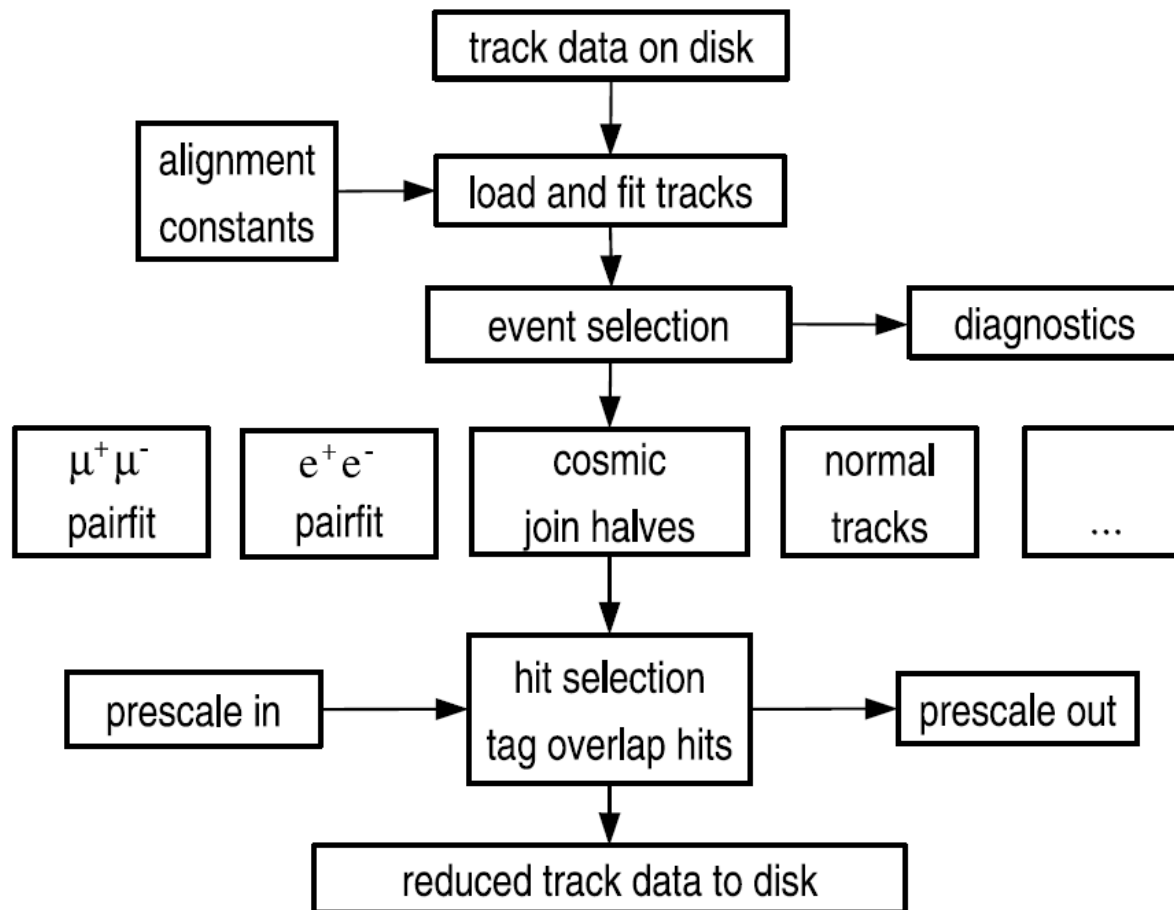 track data on disk
alignment
constants
load and fit tracks
event selection
diagnostics
μ⁺μ⁻
pairfit
e⁺e⁻
pairfit
cosmic
join halves
normal
tracks
...
prescale in
hit selection
tag overlap hits
prescale out
reduced track data to disk